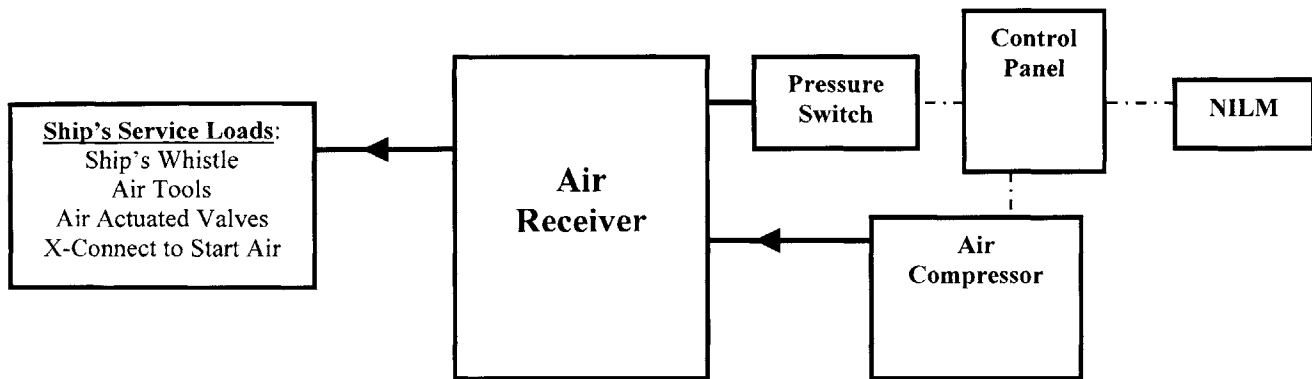 Ship's Service Loads:
Ship's Whistle
Air Tools
Air Actuated Valves
X-Connect to Start Air
Air
Receiver
Pressure
Switch
Control
Panel
NILM
Air
Compressor